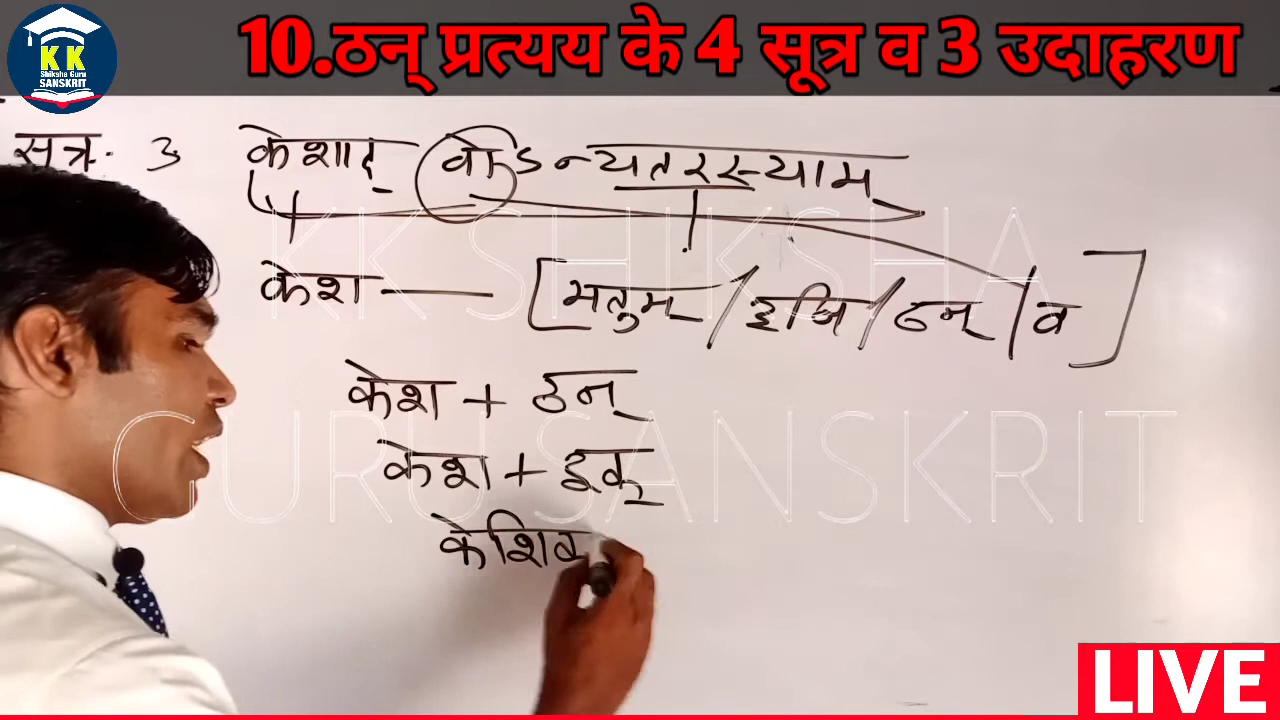 KK
Shiksha Guru
SANSKRIT
10.ठन् प्रत्यय के 4 सूत्र व 3 उदाहरण
सूत्र:- 3 केशाद् वोऽन्यतरस्याम्
केश — [मतुम् / इनि / ठन् / व]
केश + ठन्
केश + इक्
केशिक
KK SHIKSHA
GURU SANSKRIT
LIVE